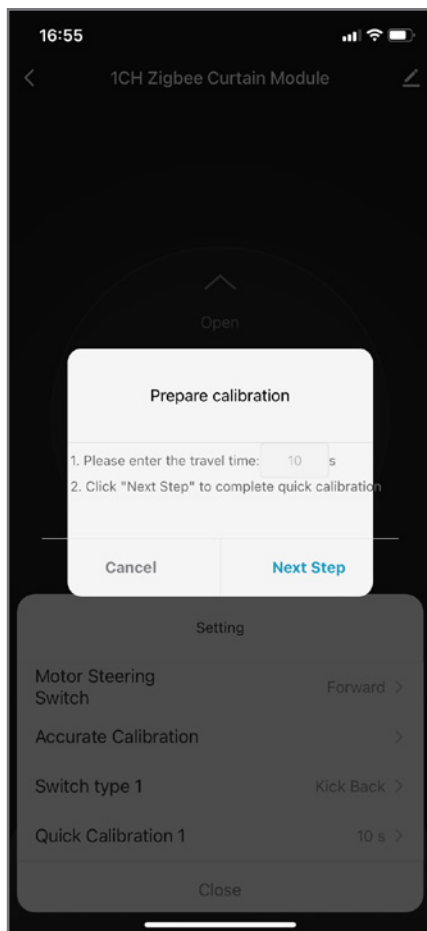 16:55
1CH Zigbee Curtain Module
Open
Prepare calibration
1. Please enter the travel time: 10 s
2. Click "Next Step" to complete quick calibration
Cancel Next Step
Setting
Motor Steering
Switch Forward
Accurate Calibration
Switch type 1 Kick Back
Quick Calibration 1 10 s
Close